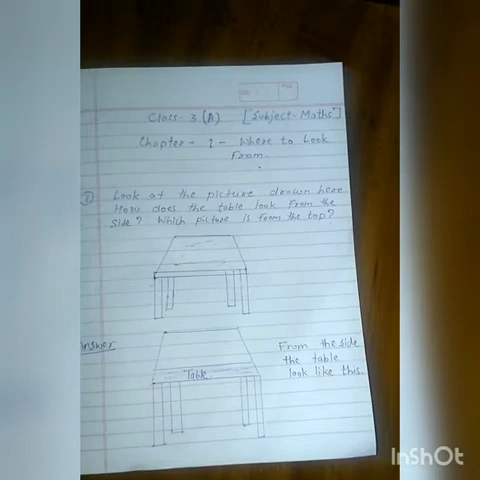 Class- 3 (A) [Subject- Maths]
Chapter - 1 - Where to Look
From.
① Look at the picture drawn here
How does the table look From the
side? Which picture is from the top?
Answer
From the side
the table
look like this.
Table
InShOt